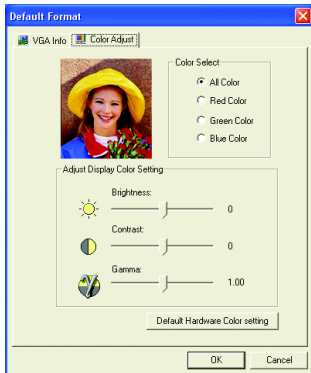 Default Format
VGA Info
Color Adjust
Color Select
All Color
Red Color
Green Color
Blue Color
Adjust Display Color Setting
Brightness:
0
Contrast:
0
Gamma:
1.00
Default Hardware Color setting
OK
Cancel